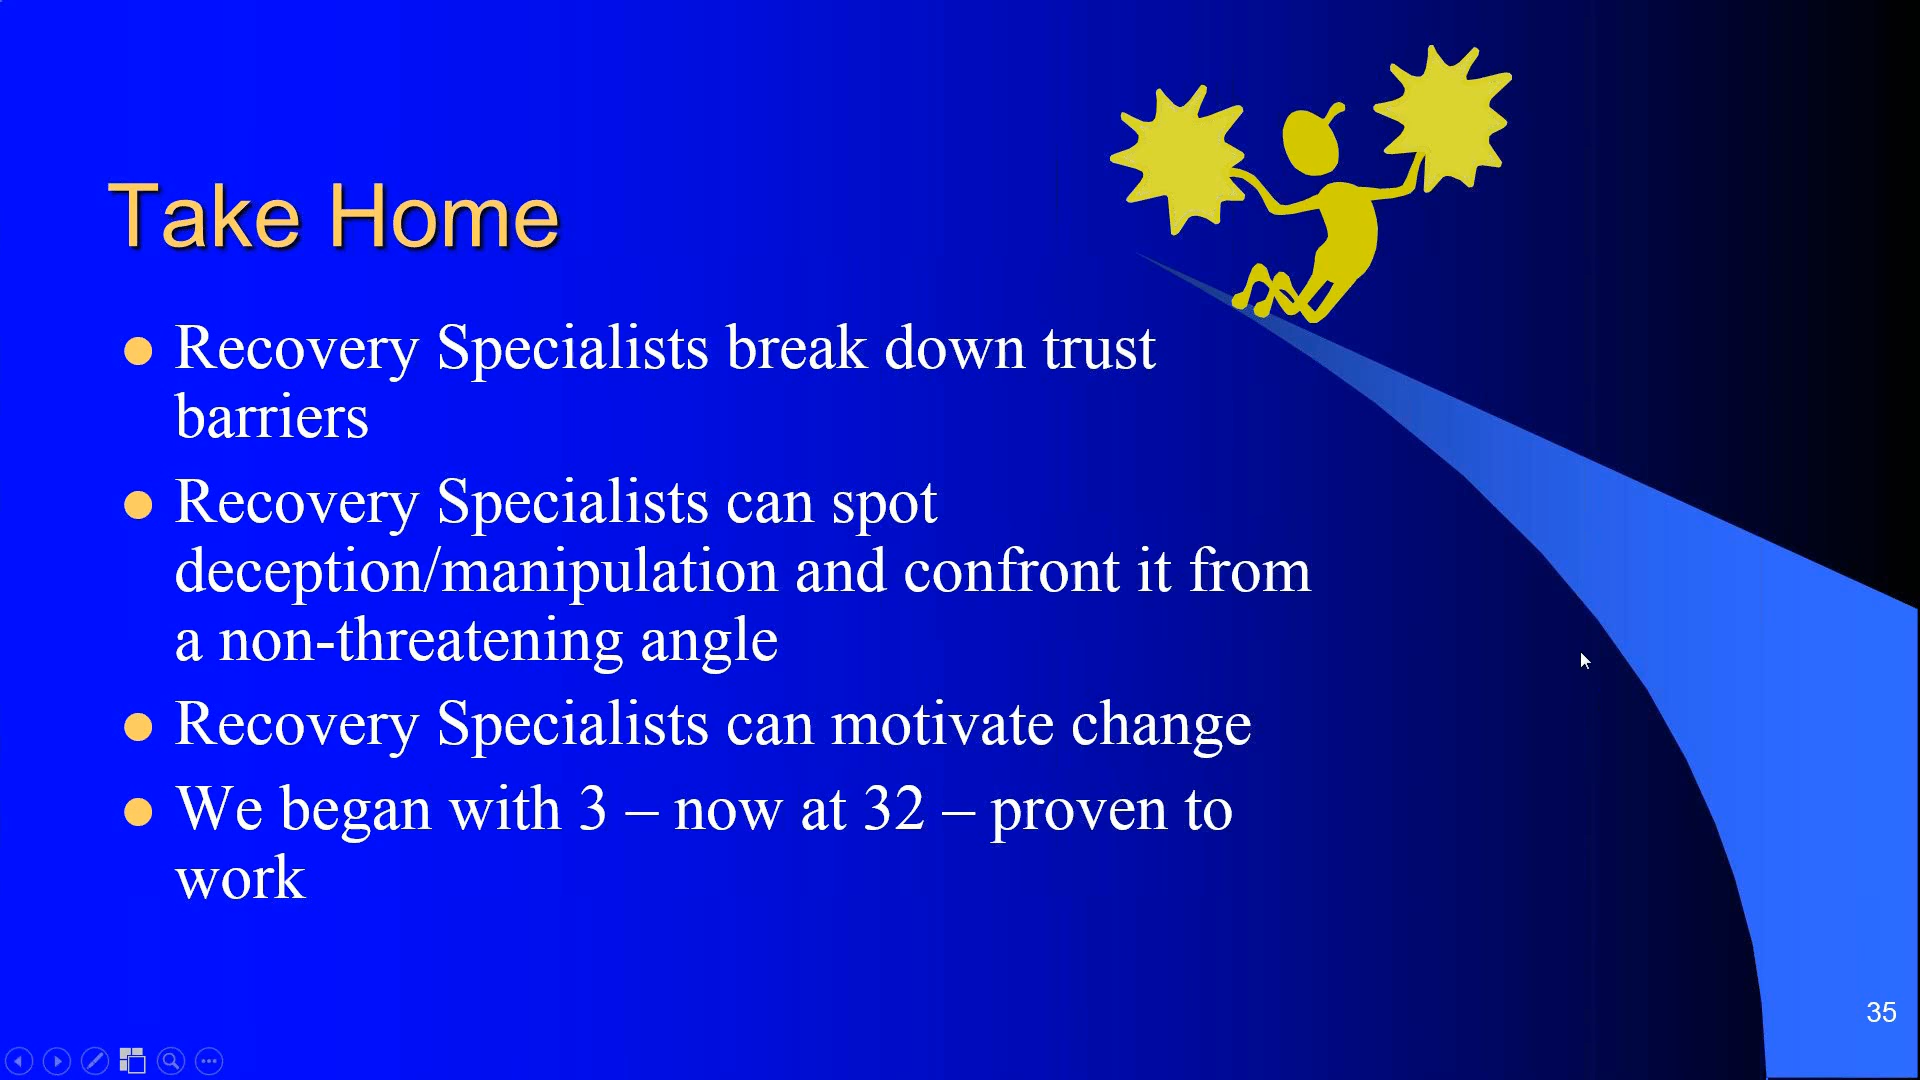 Take Home
Recovery Specialists break down trust
barriers
Recovery Specialists can spot
deception/manipulation and confront it from
a non-threatening angle
Recovery Specialists can motivate change
We began with 3 – now at 32 – proven to
work
35